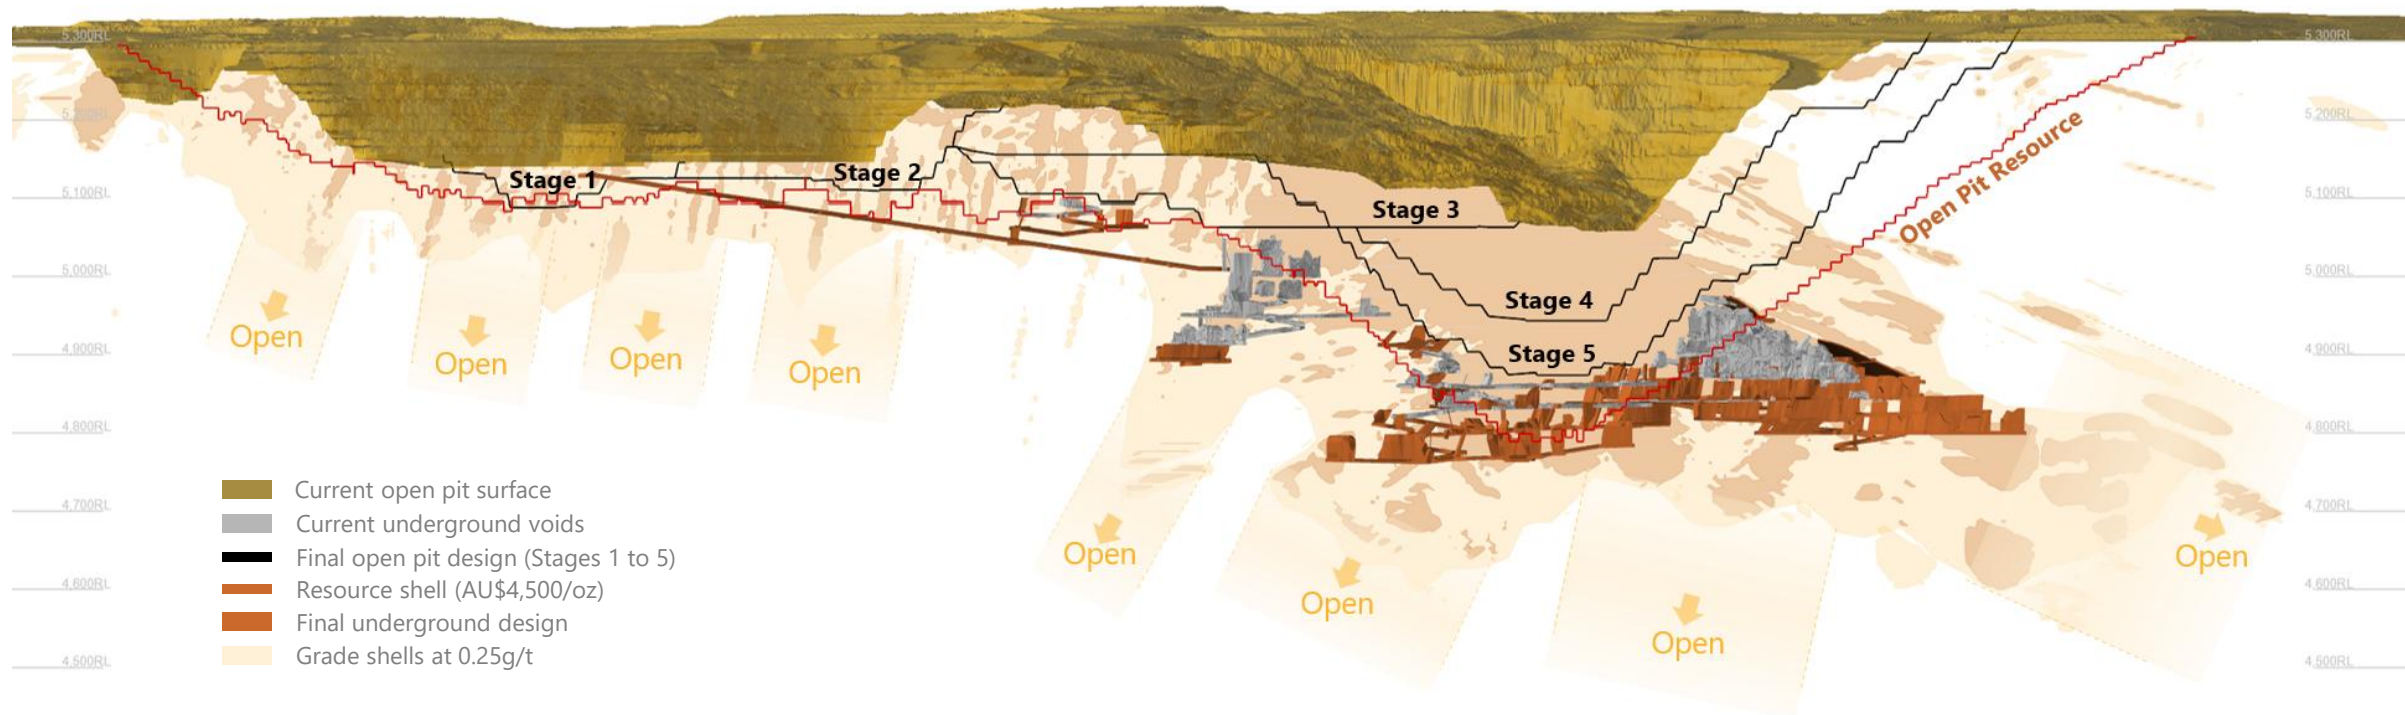 5,300RL
5,300RL
5,200RL
5,200RL
Stage 1
Stage 2
5,100RL
5,100RL
Stage 3
Open Pit Resource
5,000RL
5,000RL
Stage 4
Open
Open
Open
Open
4,900RL
4,900RL
Stage 5
4,800RL
4,800RL
Current open pit surface
4,700RL
4,700RL
Current underground voids
Final open pit design (Stages 1 to 5)
Open
Open
4,600RL
4,600RL
Resource shell (AU$4,500/oz)
Open
Final underground design
Open
Grade shells at 0.25g/t
4,500RL
4,500RL